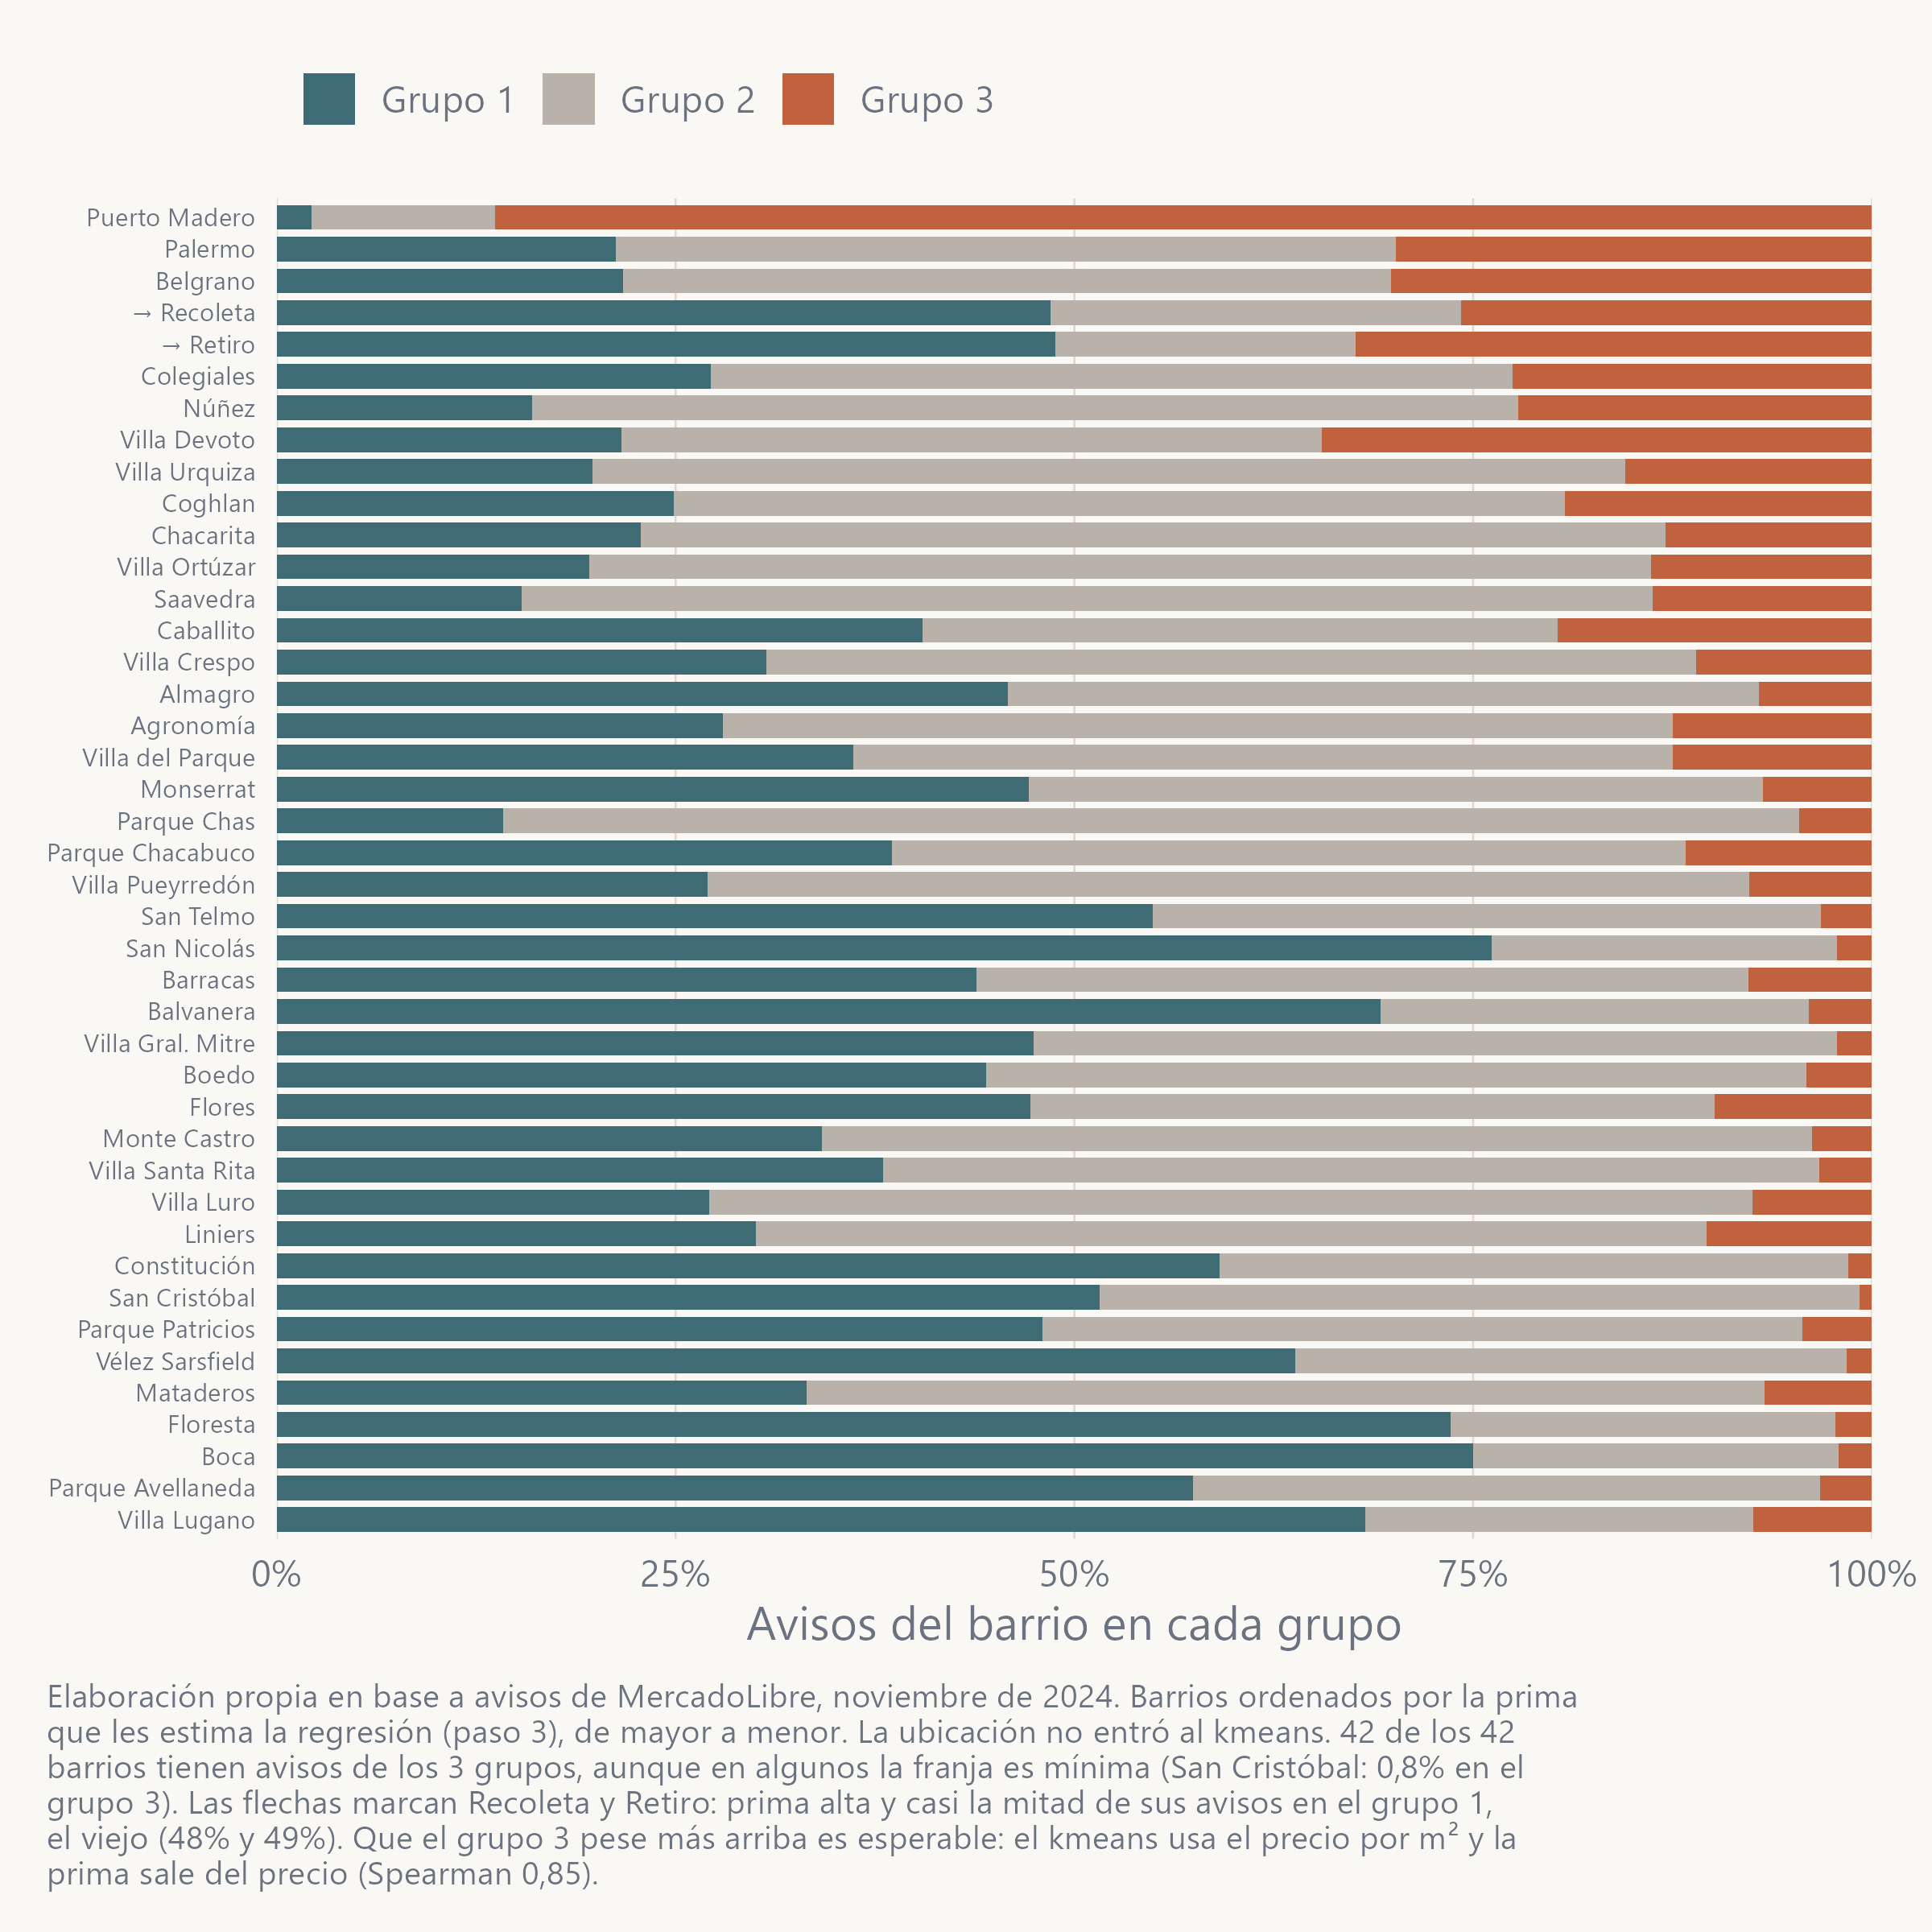 Grupo 1
Grupo 2
Grupo 3
Puerto Madero
Palermo
Belgrano
→ Recoleta
→ Retiro
Colegiales
Núñez
Villa Devoto
Villa Urquiza
Coghlan
Chacarita
Villa Ortúzar
Saavedra
Caballito
Villa Crespo
Almagro
Agronomía
Villa del Parque
Monserrat
Parque Chas
Parque Chacabuco
Villa Pueyrredón
San Telmo
San Nicolás
Barracas
Balvanera
Villa Gral. Mitre
Boedo
Flores
Monte Castro
Villa Santa Rita
Villa Luro
Liniers
Constitución
San Cristóbal
Parque Patricios
Vélez Sarsfield
Mataderos
Floresta
Boca
Parque Avellaneda
Villa Lugano
0%
25%
50%
75%
100%
Avisos del barrio en cada grupo
Elaboración propia en base a avisos de MercadoLibre, noviembre de 2024. Barrios ordenados por la prima
que les estima la regresión (paso 3), de mayor a menor. La ubicación no entró al kmeans. 42 de los 42
barrios tienen avisos de los 3 grupos, aunque en algunos la franja es mínima (San Cristóbal: 0,8% en el
grupo 3). Las flechas marcan Recoleta y Retiro: prima alta y casi la mitad de sus avisos en el grupo 1,
el viejo (48% y 49%). Que el grupo 3 pese más arriba es esperable: el kmeans usa el precio por m² y la
prima sale del precio (Spearman 0,85).